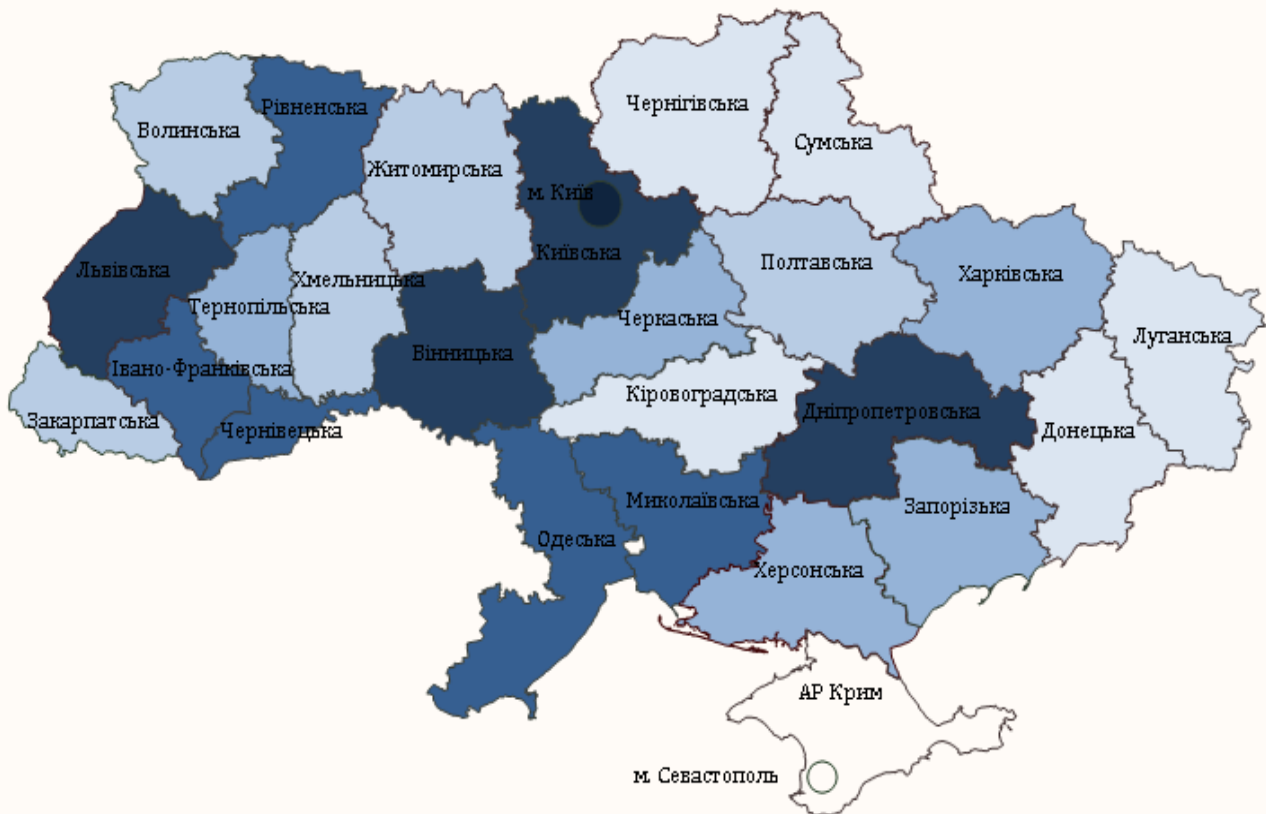 Чернігівська
Рівненська
Волинська
Сумська
Житомирська
м. Київ
Київська
Львівська
Полтавська
Харківська
Хмельницька
Тернопільська
Черкаська
Луганська
Вінницька
Івано-Франківська
Кіровоградська
Дніпропетровська
Закарпатська
Чернівецька
Донецька
Миколаївська
Запорізька
Одеська
Херсонська
АР Крим
м. Севастополь